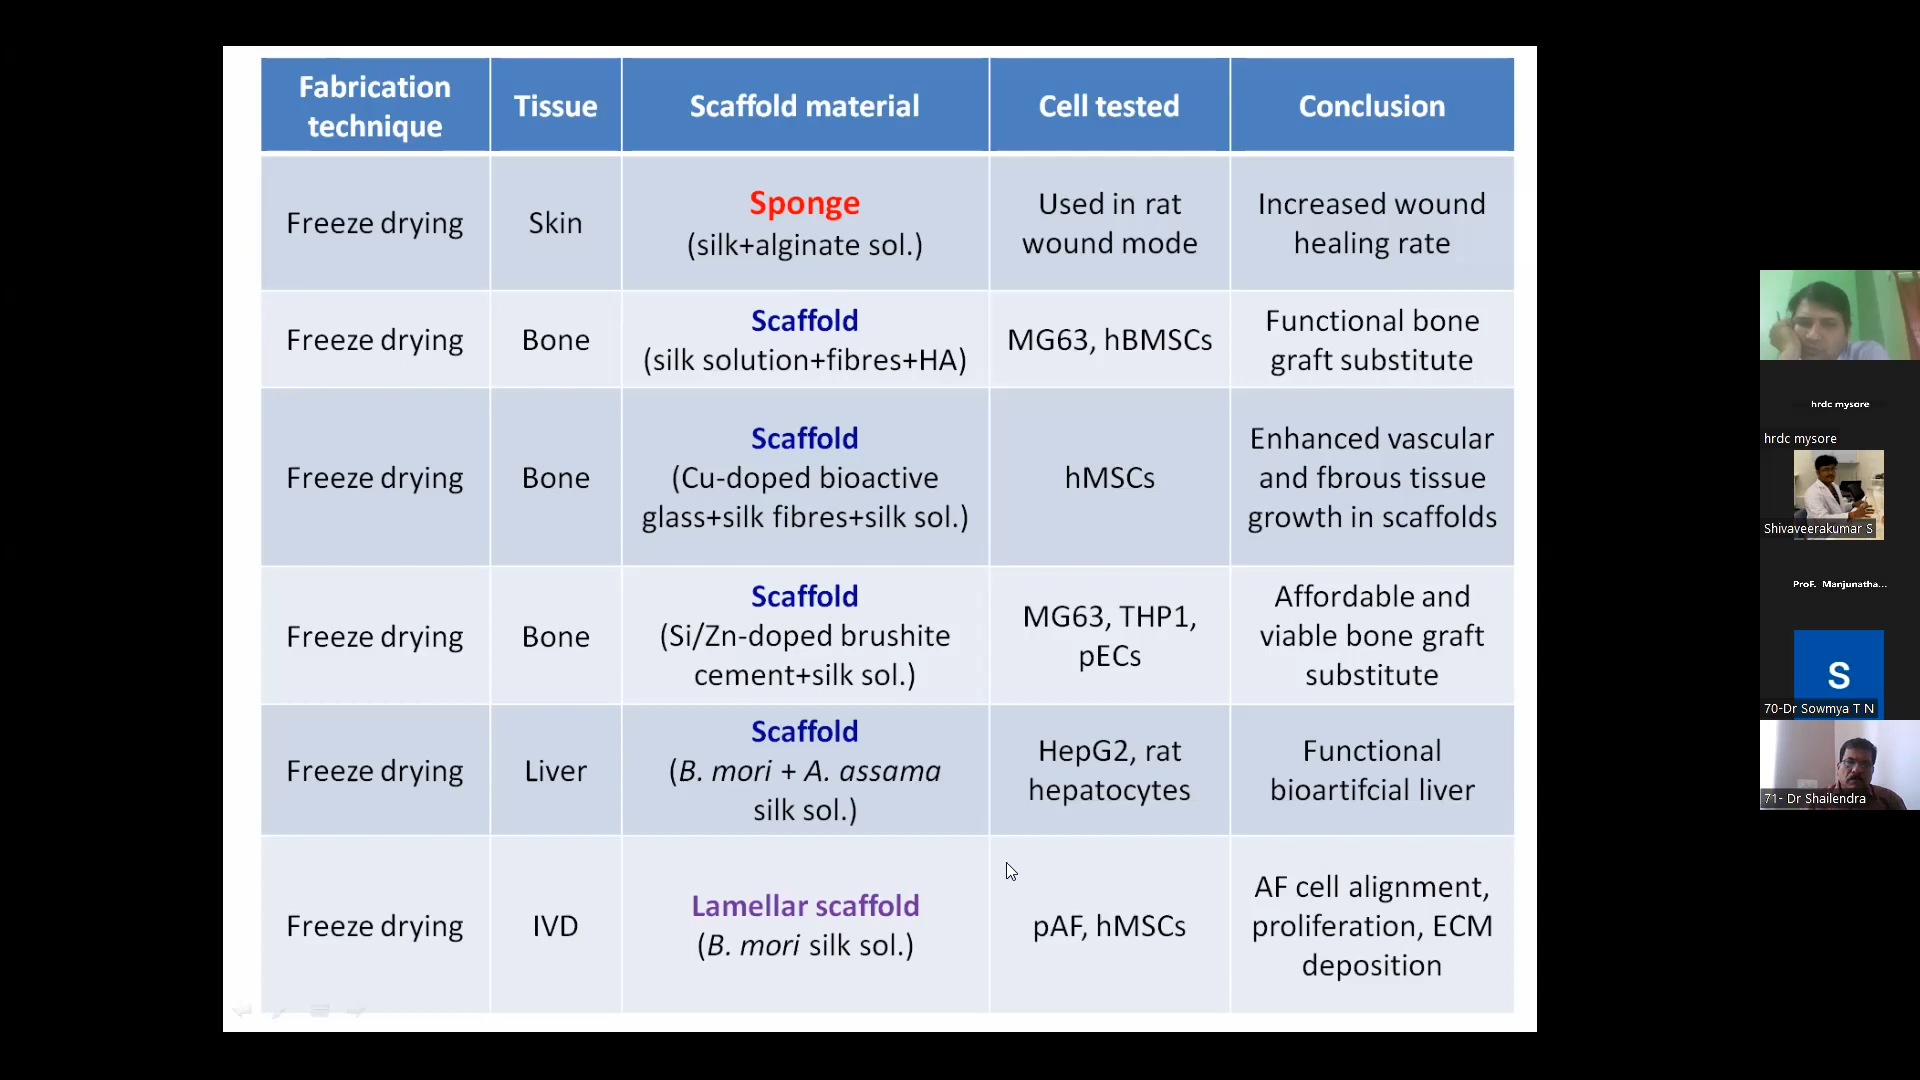 Fabrication technique
Tissue
Scaffold material
Cell tested
Conclusion
Freeze drying
Skin
Sponge
(silk+alginate sol.)
Used in rat
wound mode
Increased wound
healing rate
Freeze drying
Bone
Scaffold
(silk solution+fibres+HA)
MG63, hBMSCs
Functional bone
graft substitute
Freeze drying
Bone
Scaffold
(Cu-doped bioactive
glass+silk fibres+silk sol.)
hMSCs
Enhanced vascular
and fbrous tissue
growth in scaffolds
Freeze drying
Bone
Scaffold
(Si/Zn-doped brushite
cement+silk sol.)
MG63, THP1,
pECs
Affordable and
viable bone graft
substitute
Freeze drying
Liver
Scaffold
(B. mori + A. assama
silk sol.)
HepG2, rat
hepatocytes
Functional
bioartifcial liver
Freeze drying
IVD
Lamellar scaffold
(B. mori silk sol.)
pAF, hMSCs
AF cell alignment,
proliferation, ECM
deposition
hrdc mysore
hrdc mysore
Shivaveerakumar S
ProF. Manjunatha...
S
70-Dr Sowmya T N
71- Dr Shailendra